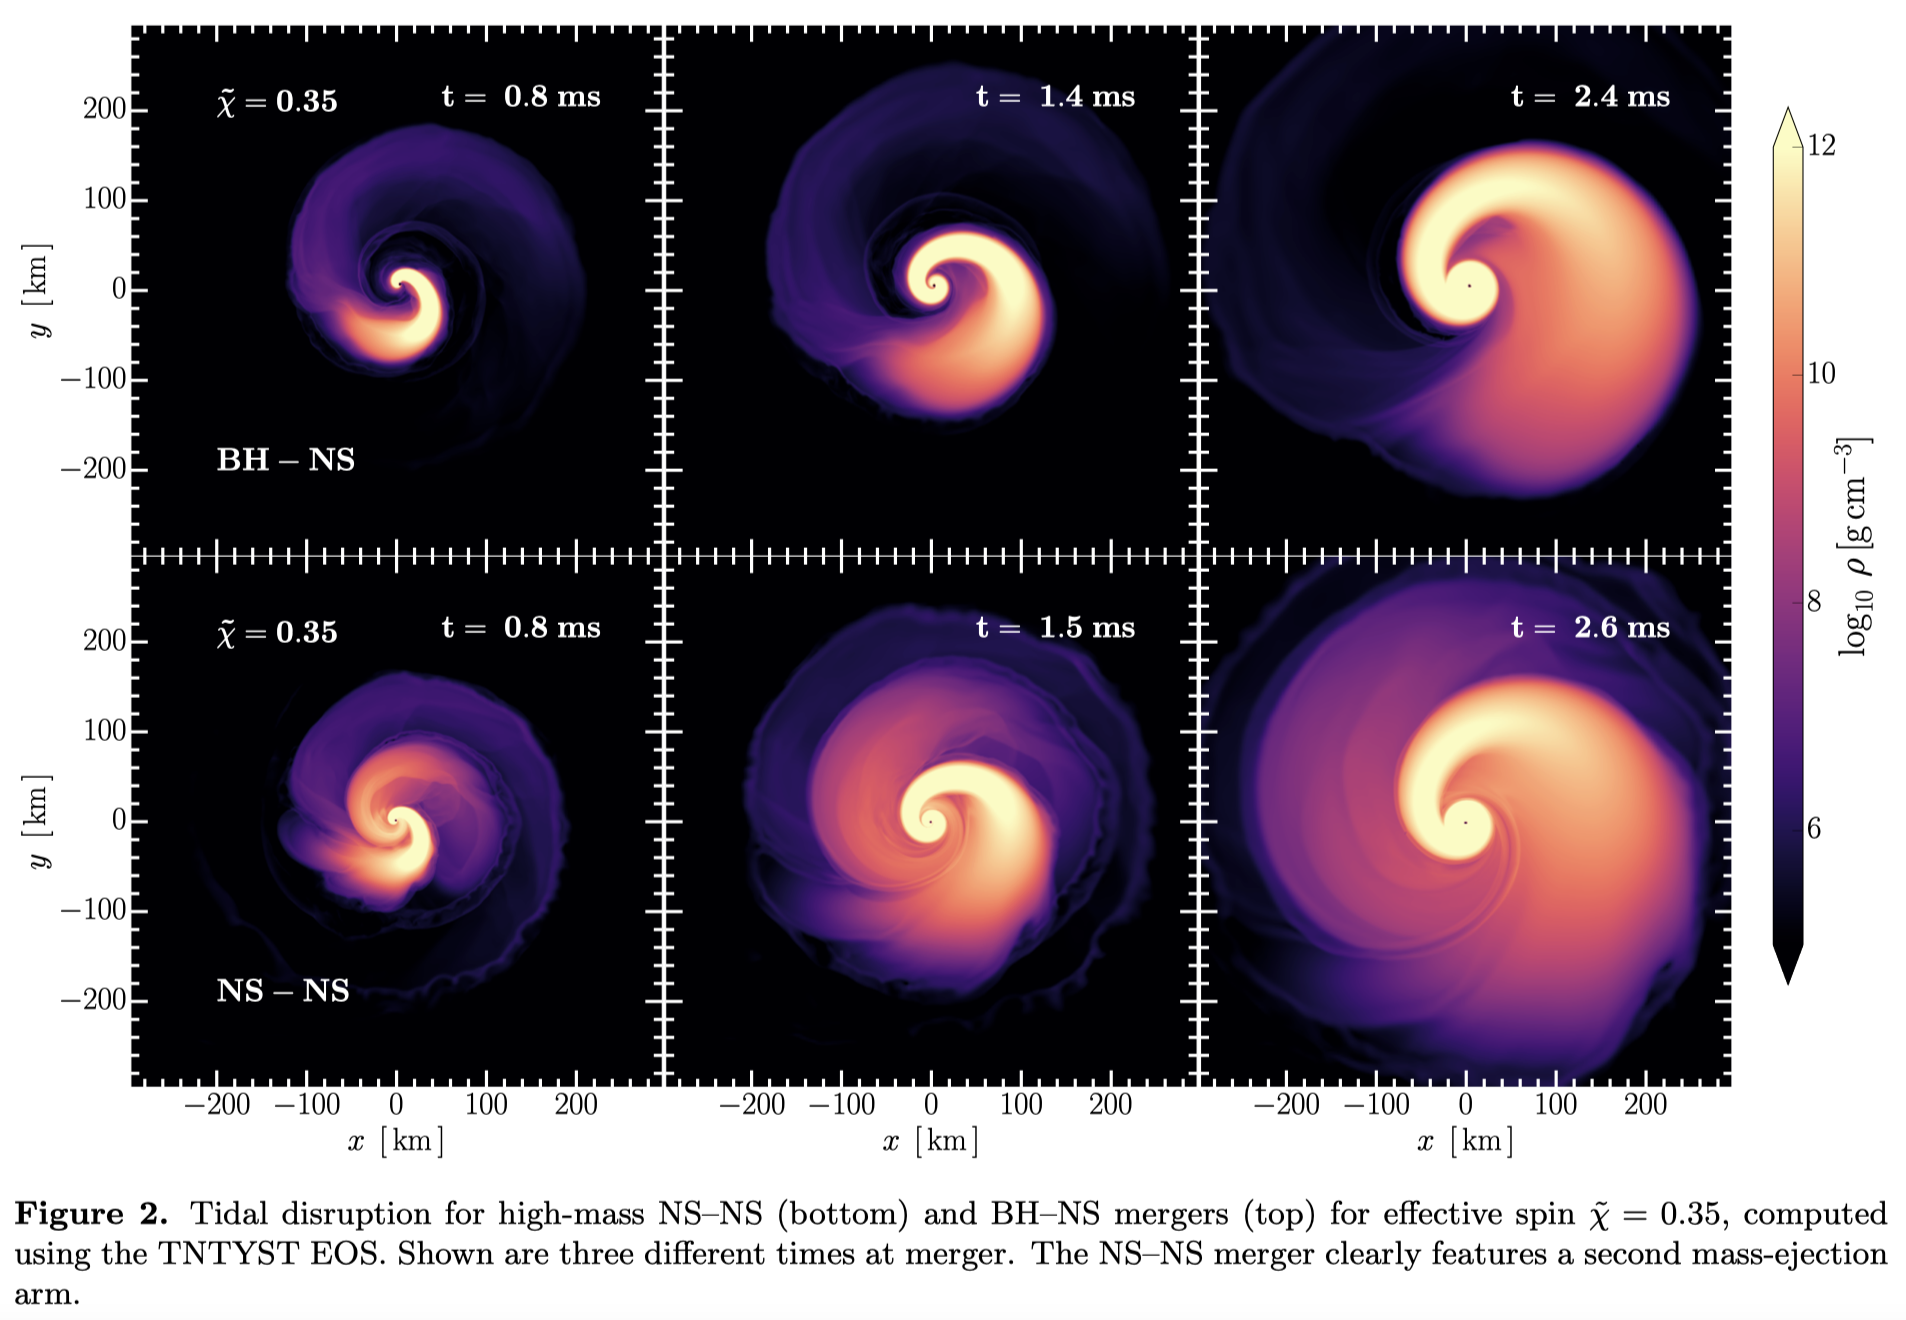 χ̃ = 0.35
t = 0.8 ms
t = 1.4 ms
t = 2.4 ms
BH – NS
200
100
0
−100
−200
y [km]
χ̃ = 0.35
t = 0.8 ms
t = 1.5 ms
t = 2.6 ms
NS – NS
200
100
0
−100
−200
y [km]
−200 −100 0 100 200
−200 −100 0 100 200
−200 −100 0 100 200
x [km]
x [km]
x [km]
12
10
8
6
log₁₀ ρ [g cm⁻³]
Figure 2. Tidal disruption for high-mass NS–NS (bottom) and BH–NS mergers (top) for effective spin χ̃ = 0.35, computed
using the TNTYST EOS. Shown are three different times at merger. The NS–NS merger clearly features a second mass-ejection
arm.